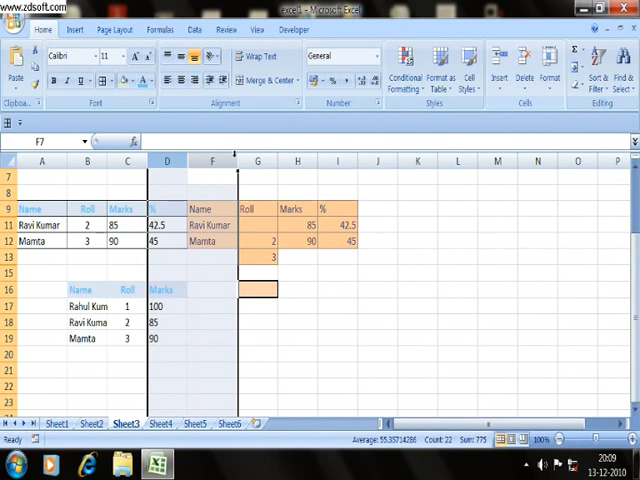 www.zdsoft.com
excel1 - Microsoft Excel
Home Insert Page Layout Formulas Data Review View Developer
Paste
Calibri 11 A A
B I U
Wrap Text
Merge & Center
General
%
Conditional Formatting
Format as Table
Cell Styles
Insert Delete Format
Sort & Filter
Find & Select
Clipboard Font Alignment Number Styles Cells Editing
F7 fx
A B C D F G H I J K L M N O P
7
8
9 Name Roll Marks % Name Roll Marks %
11 Ravi Kumar 2 85 42.5 Ravi Kumar 85 42.5
12 Mamta 3 90 45 Mamta 2 90 45
13 3
15
16 Name Roll Marks
17 Rahul Kum 1 100
18 Ravi Kuma 2 85
19 Mamta 3 90
20
21
22
23
Sheet1 Sheet2 Sheet3 Sheet4 Sheet5 Sheet6
Ready Average: 55.35714286 Count: 22 Sum: 775 100%
20:09
13-12-2010